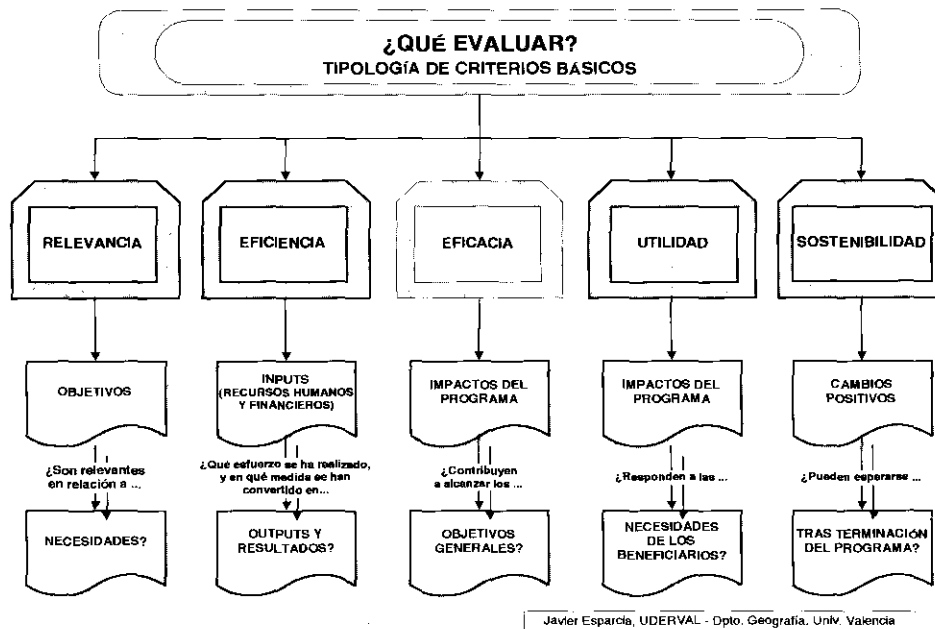 ¿QUÉ EVALUAR?
TIPOLOGÍA DE CRITERIOS BÁSICOS
RELEVANCIA
EFICIENCIA
EFICACIA
UTILIDAD
SOSTENIBILIDAD
OBJETIVOS
INPUTS
(RECURSOS HUMANOS
Y FINANCIEROS)
IMPACTOS DEL
PROGRAMA
IMPACTOS DEL
PROGRAMA
CAMBIOS
POSITIVOS
¿Son relevantes
en relación a ...
¿Qué esfuerzo se ha realizado,
y en qué medida se han
convertido en...
¿Contribuyen
a alcanzar los ...
¿Responden a las ...
¿Pueden esperarse ...
NECESIDADES?
OUTPUTS Y
RESULTADOS?
OBJETIVOS
GENERALES?
NECESIDADES
DE LOS
BENEFICIARIOS?
TRAS TERMINACIÓN
DEL PROGRAMA?
Javier Esparcia, UDERVAL - Dpto. Geografía. Univ. Valencia